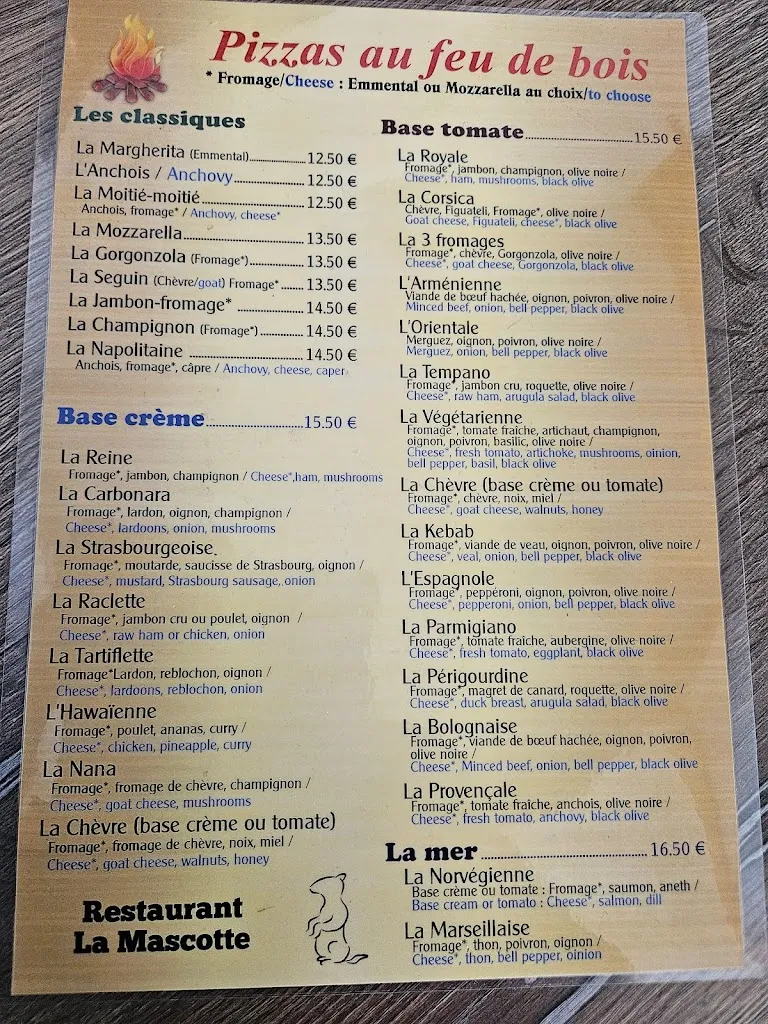 Pizzas au feu de bois
* Fromage/Cheese : Emmental ou Mozzarella au choix/to choose
Les classiques
La Margherita (Emmental)..................12.50 €
L'Anchois / Anchovy..................12.50 €
La Moitié-moitié..................12.50 €
Anchois, fromage* / Anchovy, cheese*
La Mozzarella..................13.50 €
La Gorgonzola (Fromage*)..................13.50 €
La Seguin (Chèvre/goat) Fromage*......13.50 €
La Jambon-fromage* ..................14.50 €
La Champignon (Fromage*)..................14.50 €
La Napolitaine ..................14.50 €
Anchois, fromage*, câpre / Anchovy, cheese, caper
Base crème..................15.50 €
La Reine
Fromage*, jambon, champignon / Cheese*,ham, mushrooms
La Carbonara
Fromage*, lardon, oignon, champignon /
Cheese*, lardoons, onion, mushrooms
La Strasbourgeoise.
Fromage*, moutarde, saucisse de Strasbourg, oignon /
Cheese*, mustard, Strasbourg sausage, onion
La Raclette
Fromage*, jambon cru ou poulet, oignon /
Cheese*, raw ham or chicken, onion
La Tartiflette
Fromage*Lardon, reblochon, oignon /
Cheese*, lardoons, reblochon, onion
L'Hawaïenne
Fromage*, poulet, ananas, curry /
Cheese*, chicken, pineapple, curry
La Nana
Fromage*, fromage de chèvre, champignon /
Cheese*, goat cheese, mushrooms
La Chèvre (base crème ou tomate)
Fromage*, fromage de chèvre, noix, miel /
Cheese*, goat cheese, walnuts, honey
Restaurant
La Mascotte
Base tomate..................15.50 €
La Royale
Fromage*, jambon, champignon, olive noire /
Cheese*, ham, mushrooms, black olive
La Corsica
Chèvre, Figuateli, Fromage*, olive noire /
Goat cheese, Figuateli, cheese*, black olive
La 3 fromages
Fromage*, chèvre, Gorgonzola, olive noire /
Cheese*, goat cheese, Gorgonzola, black olive
L'Arménienne
Viande de bœuf hachée, oignon, poivron, olive noire /
Minced beef, onion, bell pepper, black olive
L'Orientale
Merguez, oignon, poivron, olive noire /
Merguez, onion, bell pepper, black olive
La Tempano
Fromage*, jambon cru, roquette, olive noire /
Cheese*, raw ham, arugula salad, black olive
La Végétarienne
Fromage*, tomate fraiche, artichaut, champignon,
oignon, poivron, basilic, olive noire /
Cheese*, fresh tomato, artichoke, mushrooms, oinion,
bell pepper, basil, black olive
La Chèvre (base crème ou tomate)
Fromage*, chèvre, noix, miel /
Cheese*, goat cheese, walnuts, honey
La Kebab
Fromage*, viande de veau, oignon, poivron, olive noire /
Cheese*, veal, onion, bell pepper, black olive
L'Espagnole
Fromage*, peppéroni, oignon, poivron, olive noire /
Cheese*, pepperoni, onion, bell pepper, black olive
La Parmigiano
Fromage*, tomate fraiche, aubergine, olive noire /
Cheese*, fresh tomato, eggplant, black olive
La Périgourdine
Fromage*, magret de canard, roquette, olive noire /
Cheese*, duck breast, arugula salad, black olive
La Bolognaise
Fromage*, viande de bœuf hachée, oignon, poivron,
olive noire /
Cheese*, Minced beef, onion, bell pepper, black olive
La Provençale
Fromage*, tomate fraîche, anchois, olive noire /
Cheese*, fresh tomato, anchovy, black olive
La mer ..................16.50 €
La Norvégienne
Base crème ou tomate : Fromage*, saumon, aneth /
Base cream or tomato : Cheese*, salmon, dill
La Marseillaise
Fromage*, thon, poivron, oignon /
Cheese*, thon, bell pepper, oinion